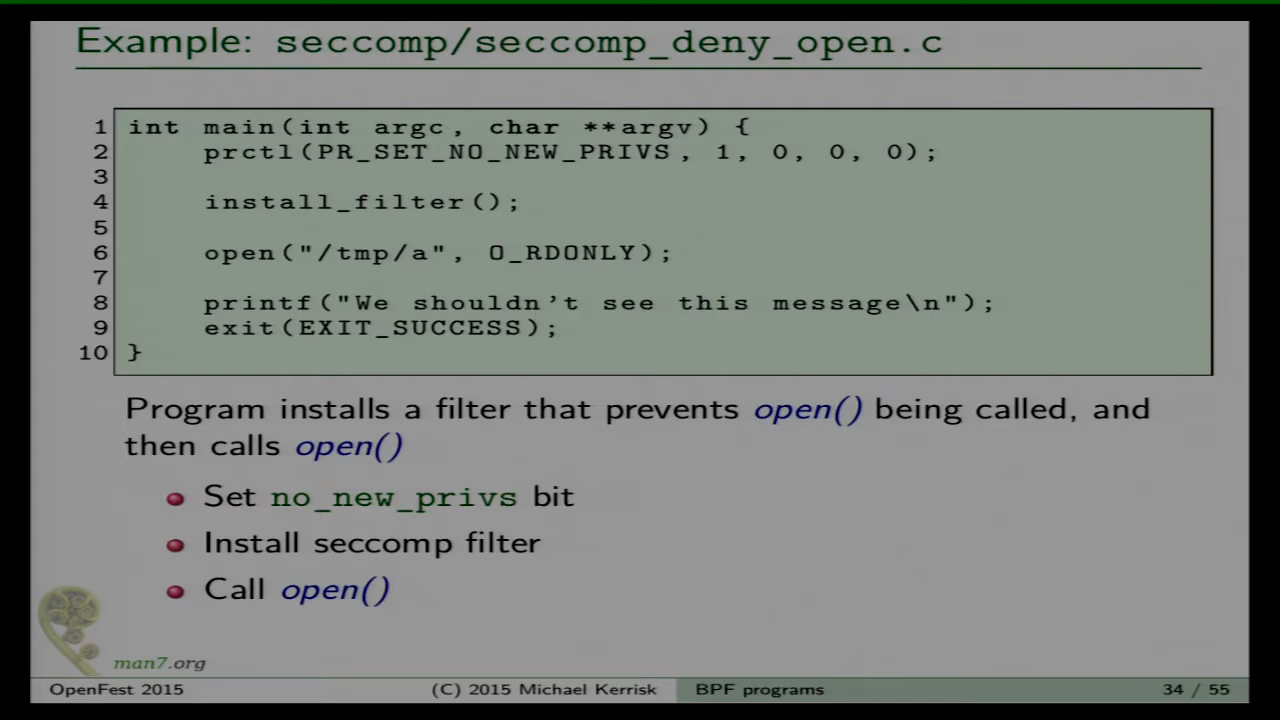 Example: seccomp/seccomp_deny_open.c
1 int main(int argc, char **argv) {
2 prctl(PR_SET_NO_NEW_PRIVS, 1, 0, 0, 0);
3
4 install_filter();
5
6 open("/tmp/a", O_RDONLY);
7
8 printf("We shouldn't see this message\n");
9 exit(EXIT_SUCCESS);
10 }
Program installs a filter that prevents open() being called, and
then calls open()
Set no_new_privs bit
Install seccomp filter
Call open()
man7.org
OpenFest 2015 (C) 2015 Michael Kerrisk BPF programs 34 / 55